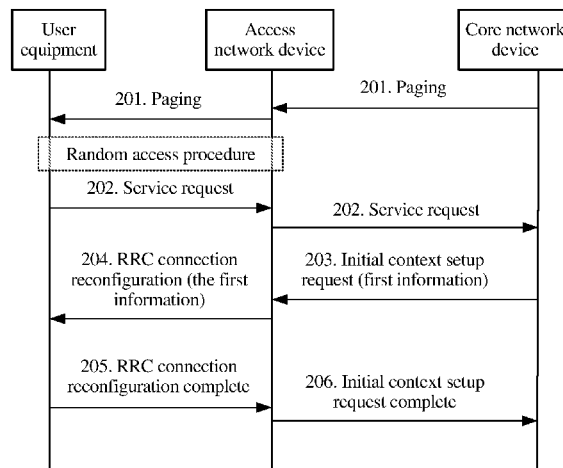 User
equipment
Access
network device
Core network
device
201. Paging
201. Paging
Random access procedure
202. Service request
202. Service request
204. RRC connection
reconfiguration (the first
information)
203. Initial context setup
request (first information)
205. RRC connection
reconfiguration complete
206. Initial context setup
request complete